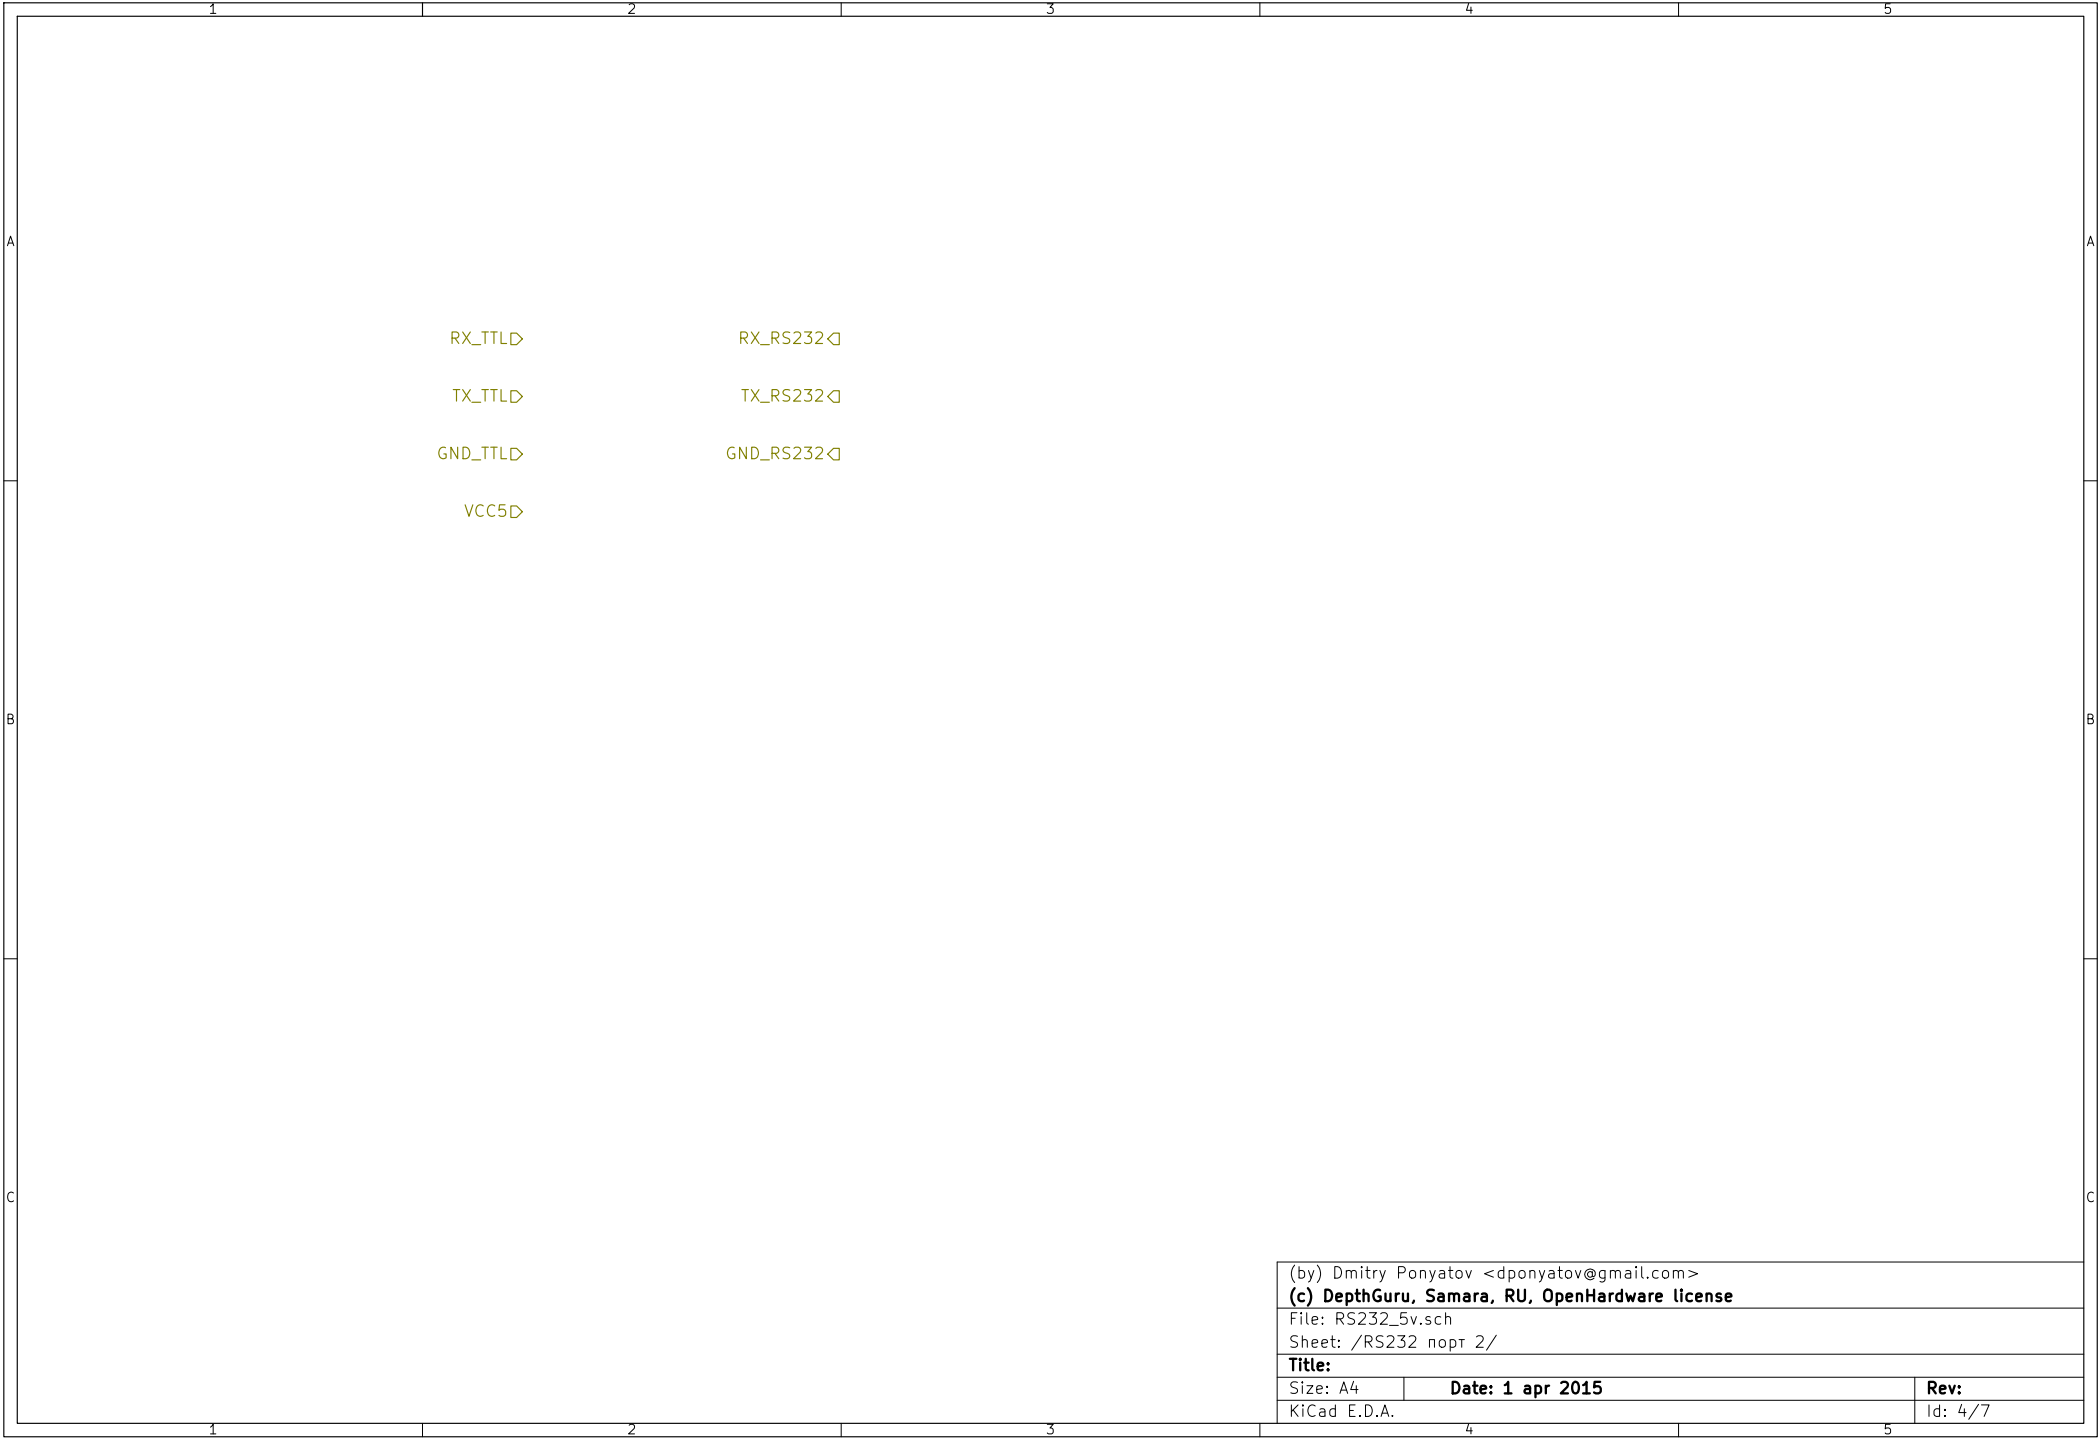 1 2 3 4 5
A A
RX_TTL RX_RS232
TX_TTL TX_RS232
GND_TTL GND_RS232
VCC5
B B
C C
(by) Dmitry Ponyatov <dponyatov@gmail.com>
(c) DepthGuru, Samara, RU, OpenHardware license
File: RS232_5v.sch
Sheet: /RS232 порт 2/
Title:
Size: A4 Date: 1 apr 2015 Rev:
KiCad E.D.A. Id: 4/7
1 2 3 4 5